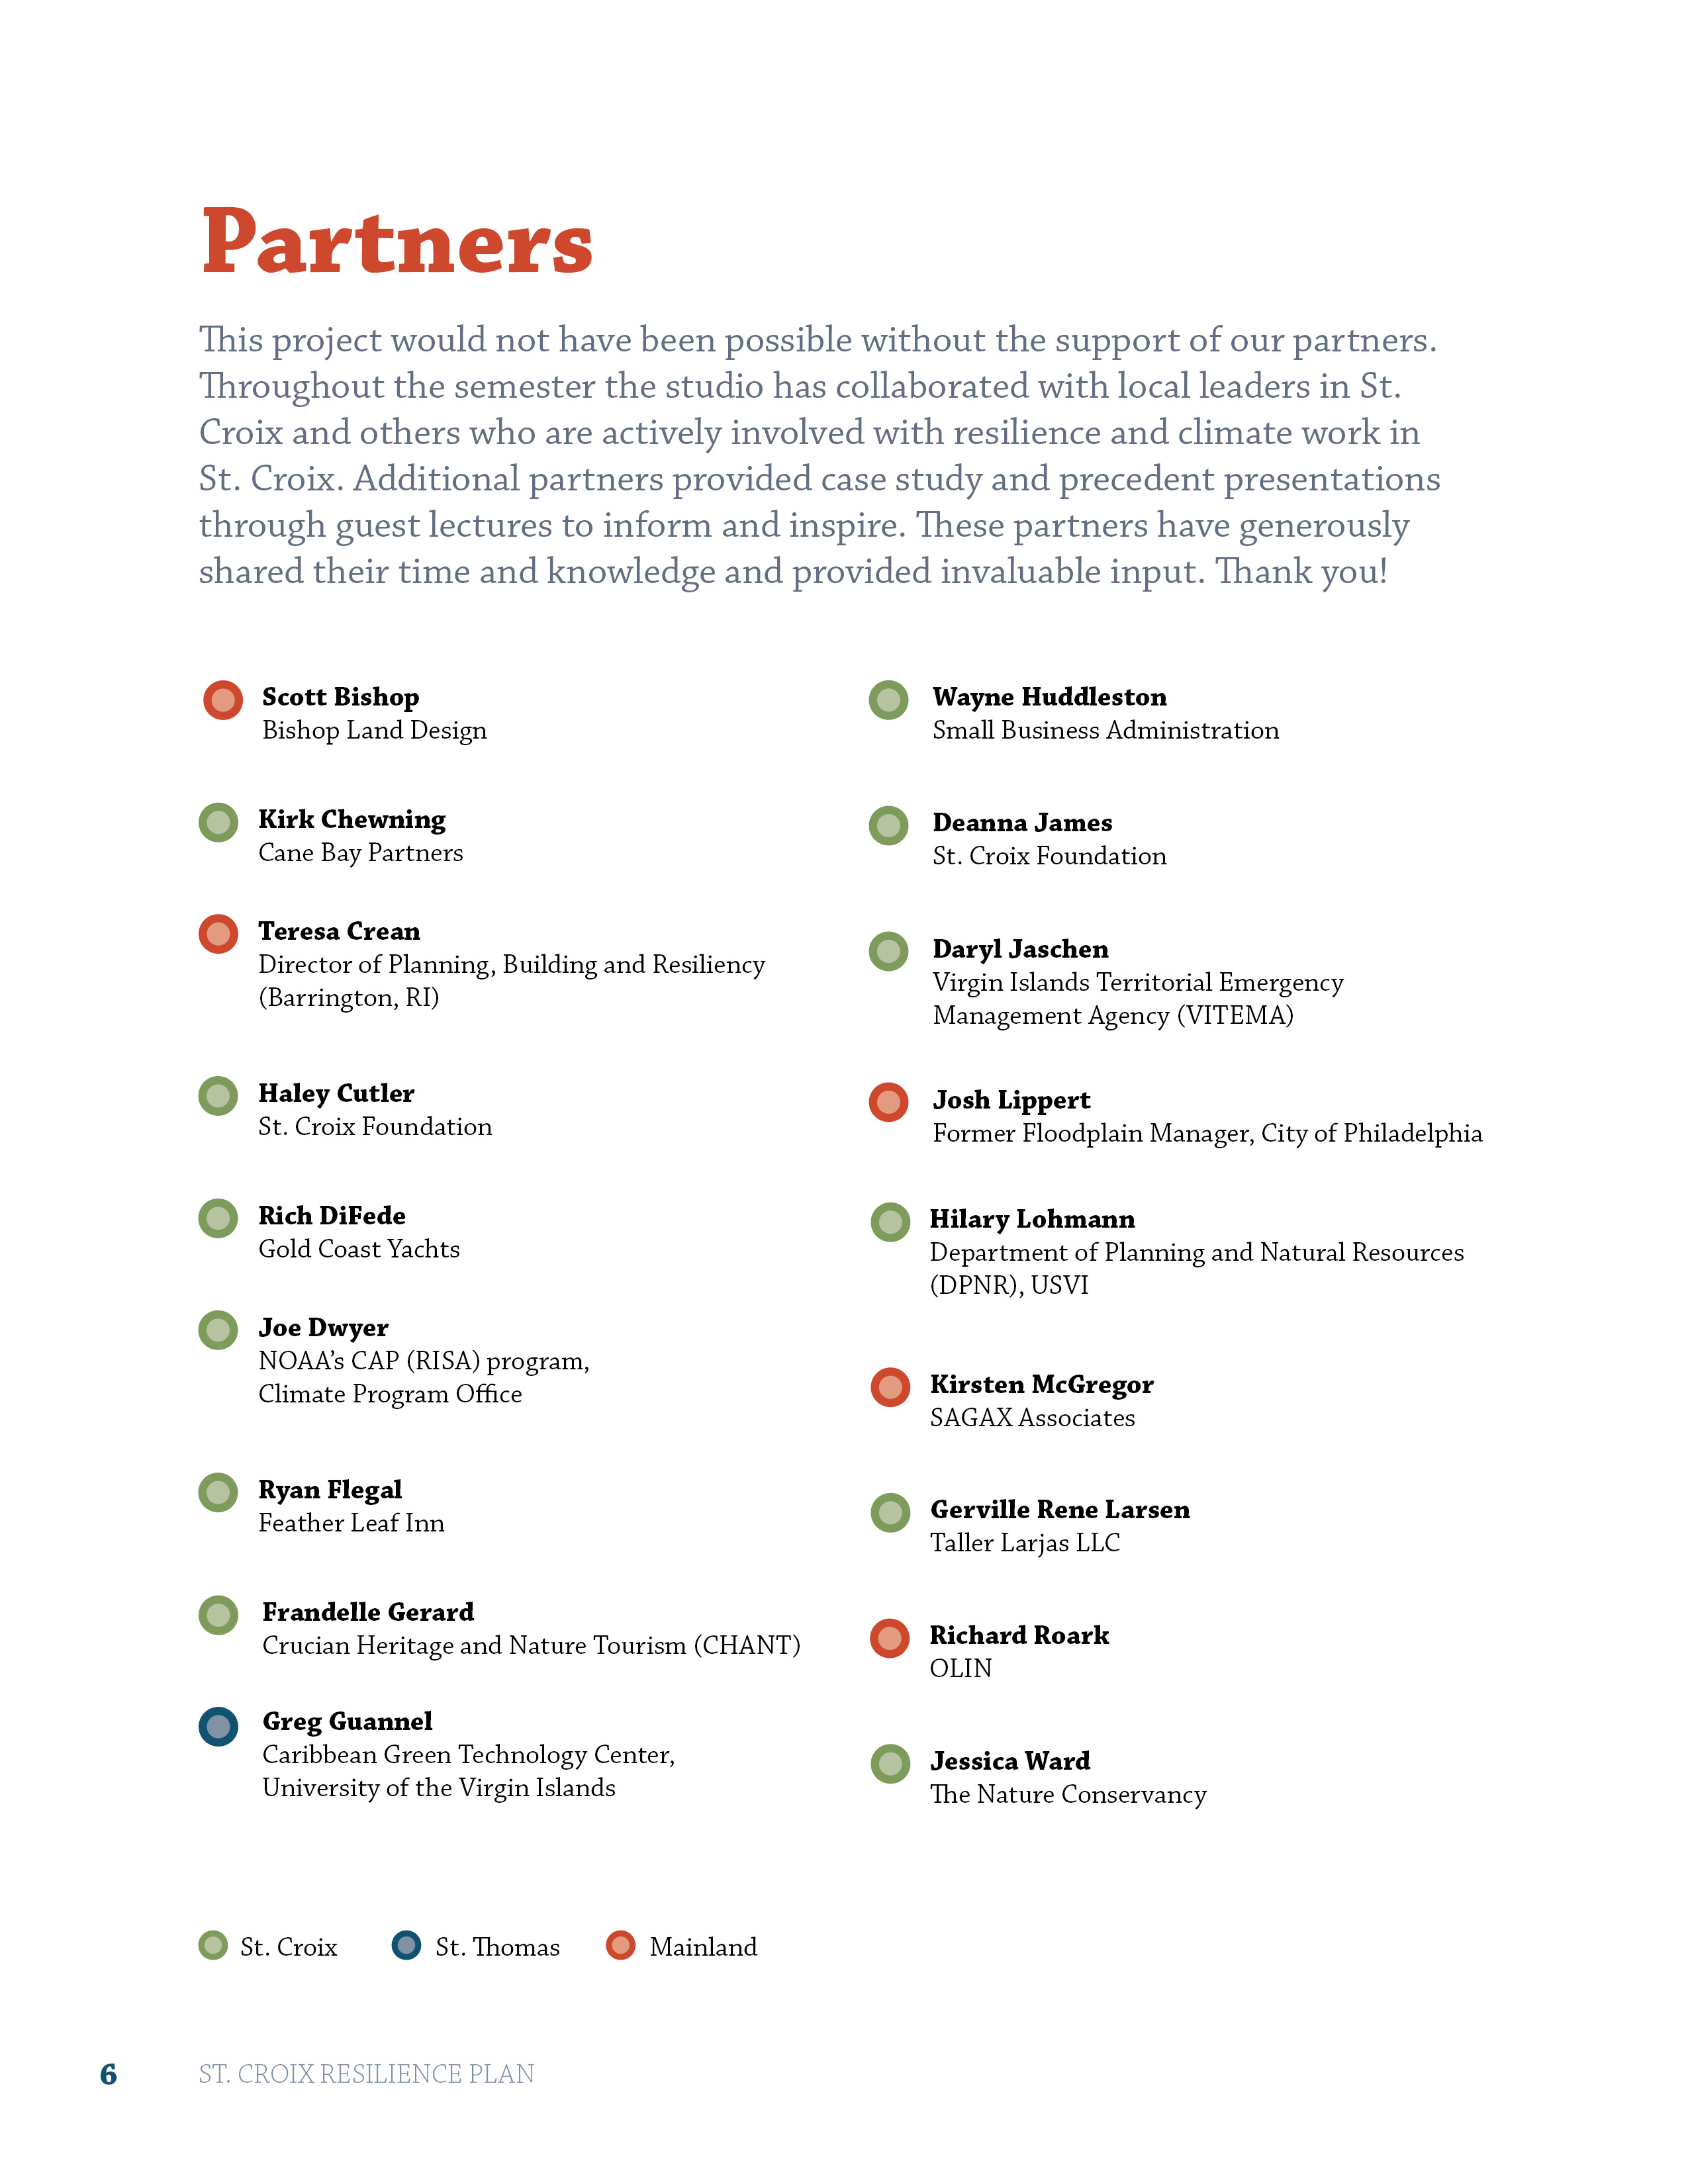 Partners
This project would not have been possible without the support of our partners.
Throughout the semester the studio has collaborated with local leaders in St.
Croix and others who are actively involved with resilience and climate work in
St. Croix. Additional partners provided case study and precedent presentations
through guest lectures to inform and inspire. These partners have generously
shared their time and knowledge and provided invaluable input. Thank you!
Scott Bishop
Bishop Land Design
Kirk Chewning
Cane Bay Partners
Teresa Crean
Director of Planning, Building and Resiliency
(Barrington, RI)
Haley Cutler
St. Croix Foundation
Rich DiFede
Gold Coast Yachts
Joe Dwyer
NOAA’s CAP (RISA) program,
Climate Program Office
Ryan Flegal
Feather Leaf Inn
Frandelle Gerard
Crucian Heritage and Nature Tourism (CHANT)
Greg Guannel
Caribbean Green Technology Center,
University of the Virgin Islands
Wayne Huddleston
Small Business Administration
Deanna James
St. Croix Foundation
Daryl Jaschen
Virgin Islands Territorial Emergency
Management Agency (VITEMA)
Josh Lippert
Former Floodplain Manager, City of Philadelphia
Hilary Lohmann
Department of Planning and Natural Resources
(DPNR), USVI
Kirsten McGregor
SAGAX Associates
Gerville Rene Larsen
Taller Larjas LLC
Richard Roark
OLIN
Jessica Ward
The Nature Conservancy
St. Croix St. Thomas Mainland
6 ST. CROIX RESILIENCE PLAN